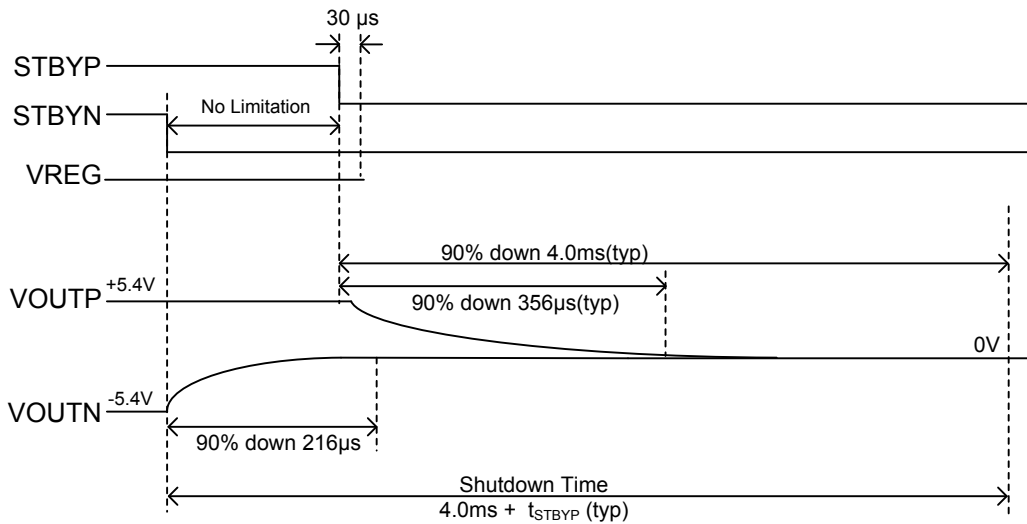 30 µs
STBYP
No Limitation
STBYN
VREG
90% down 4.0ms(typ)
+5.4V
VOUTP
90% down 356µs(typ)
0V
-5.4V
VOUTN
90% down 216µs
Shutdown Time
4.0ms + tSTBYP (typ)